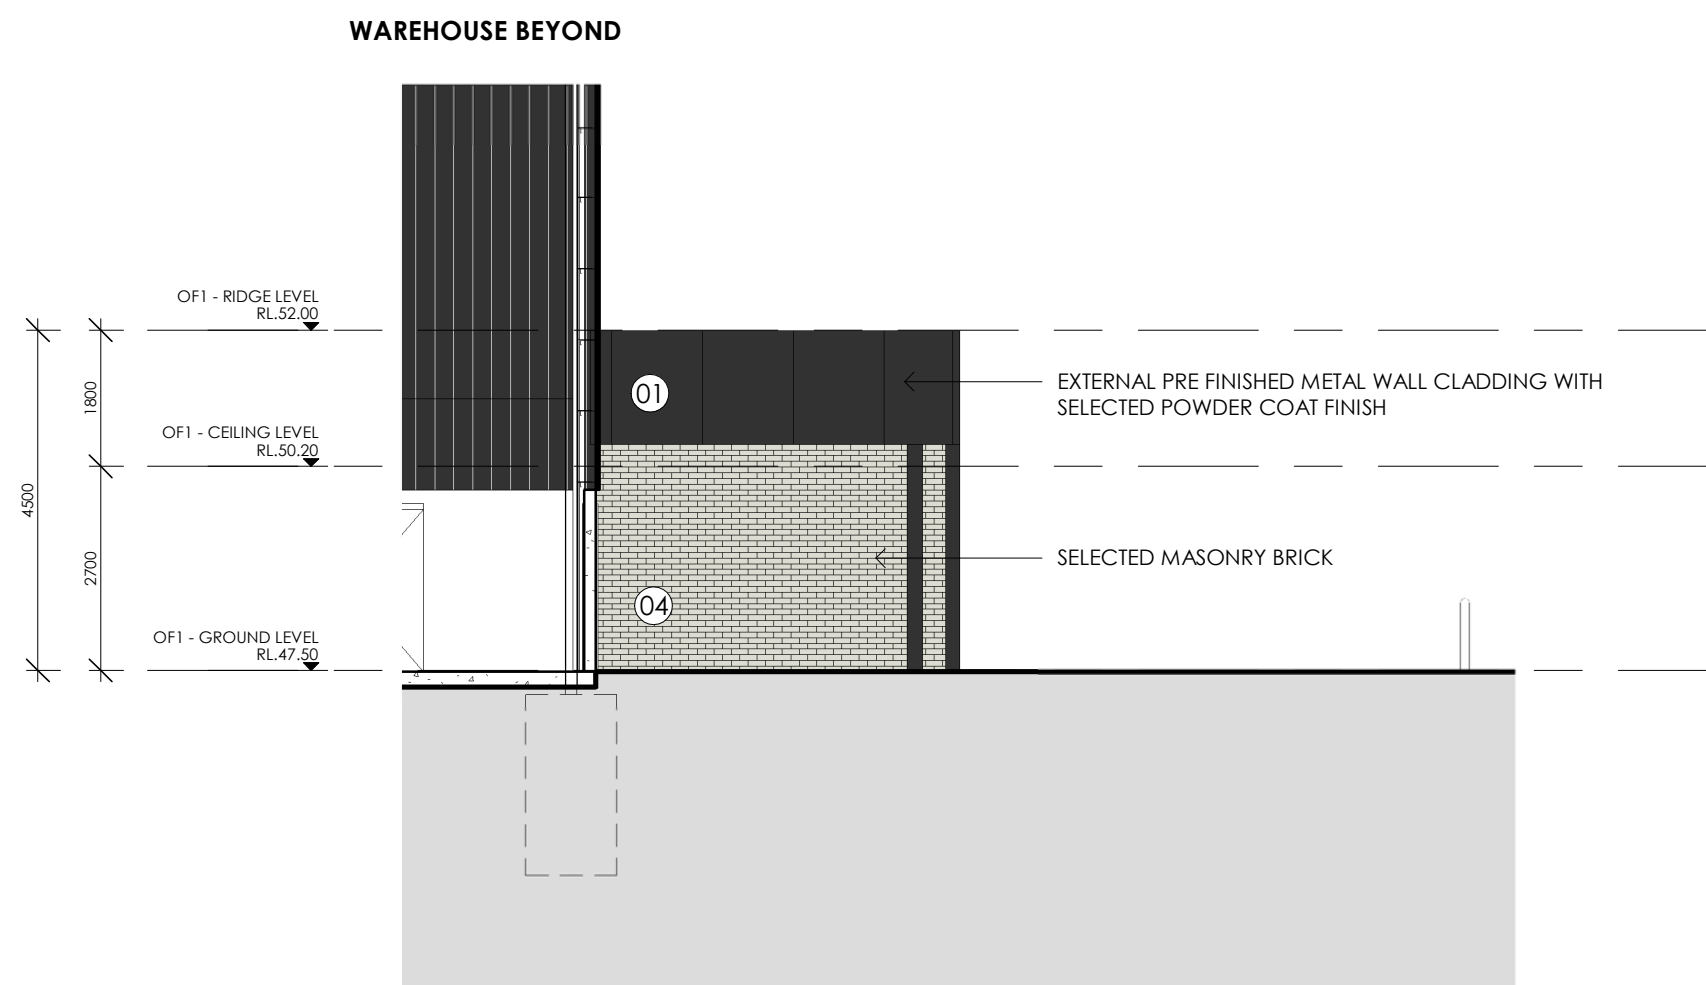 WAREHOUSE BEYOND
OF1 - RIDGE LEVEL
RL.52.00
1800
01
EXTERNAL PRE FINISHED METAL WALL CLADDING WITH
SELECTED POWDER COAT FINISH
OF1 - CEILING LEVEL
RL.50.20
4500
2700
SELECTED MASONRY BRICK
04
OF1 - GROUND LEVEL
RL.47.50